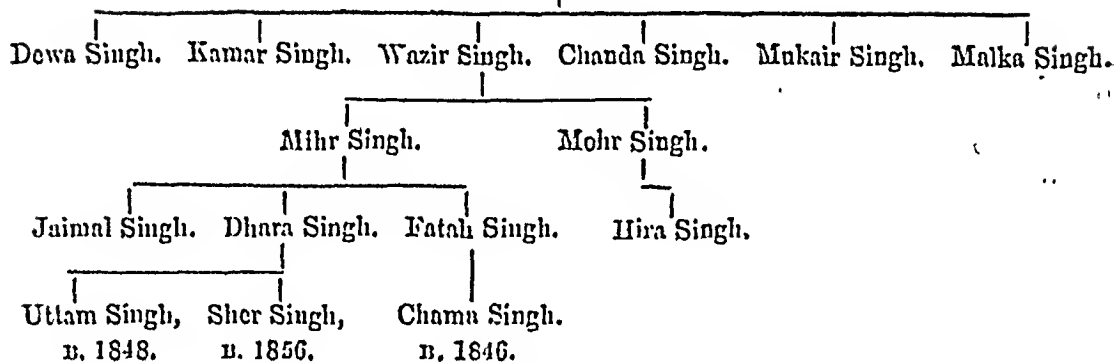 Dewa Singh. Kamar Singh. Wazir Singh. Chanda Singh. Mukair Singh. Malka Singh.
Mihr Singh. Mohr Singh.
Jaimal Singh. Dhara Singh. Fatah Singh. Hira Singh.
Uttam Singh, Sher Singh, Chama Singh.
B. 1848. B. 1856. B. 1846.